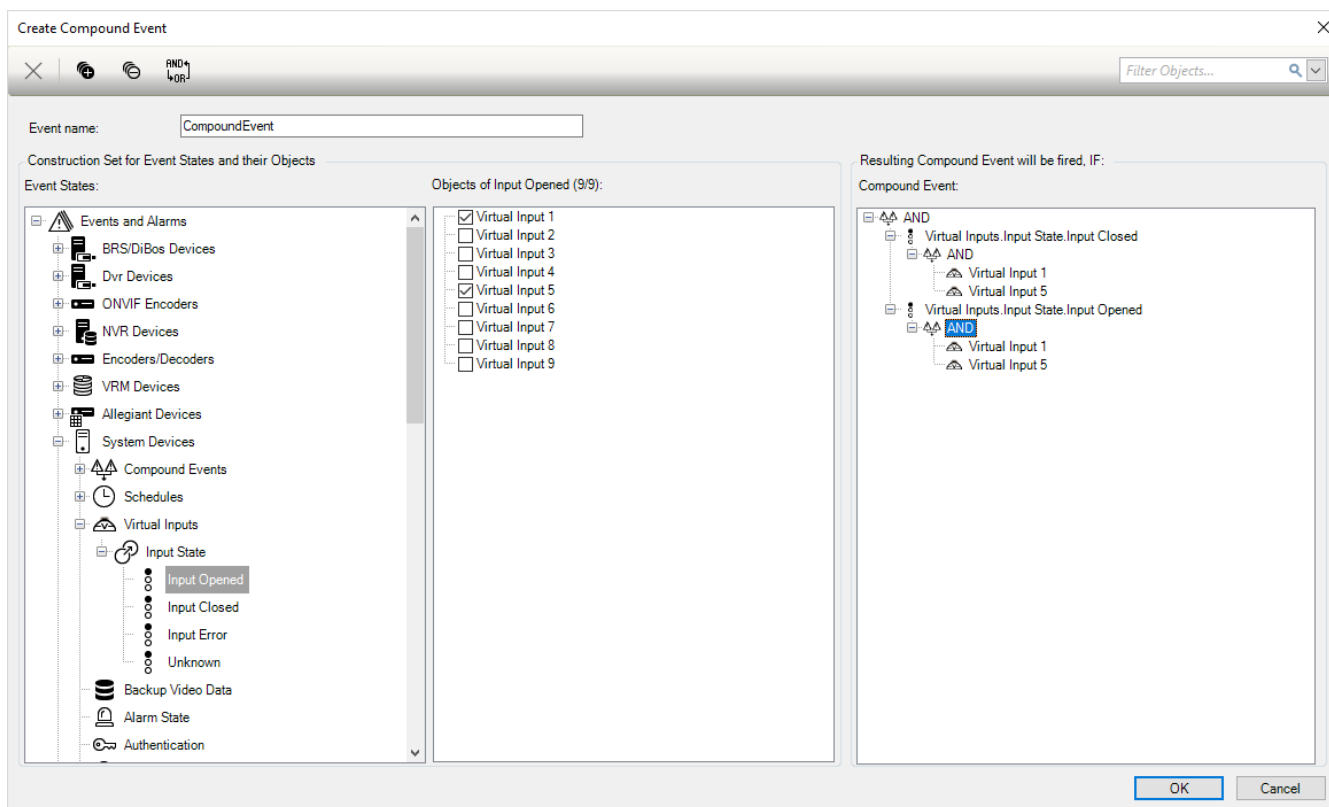 Create Compound Event
AND
OR
Filter Objects...
Event name:
CompoundEvent
Construction Set for Event States and their Objects
Event States:
Events and Alarms
BRS/DiBos Devices
Dvr Devices
ONVIF Encoders
NVR Devices
Encoders/Decoders
VRM Devices
Allegiant Devices
System Devices
Compound Events
Schedules
Virtual Inputs
Input State
Input Opened
Input Closed
Input Error
Unknown
Backup Video Data
Alarm State
Authentication
Objects of Input Opened (9/9):
Virtual Input 1
Virtual Input 2
Virtual Input 3
Virtual Input 4
Virtual Input 5
Virtual Input 6
Virtual Input 7
Virtual Input 8
Virtual Input 9
Resulting Compound Event will be fired, IF:
Compound Event:
AND
Virtual Inputs.Input State.Input Closed
AND
Virtual Input 1
Virtual Input 5
Virtual Inputs.Input State.Input Opened
AND
Virtual Input 1
Virtual Input 5
OK
Cancel